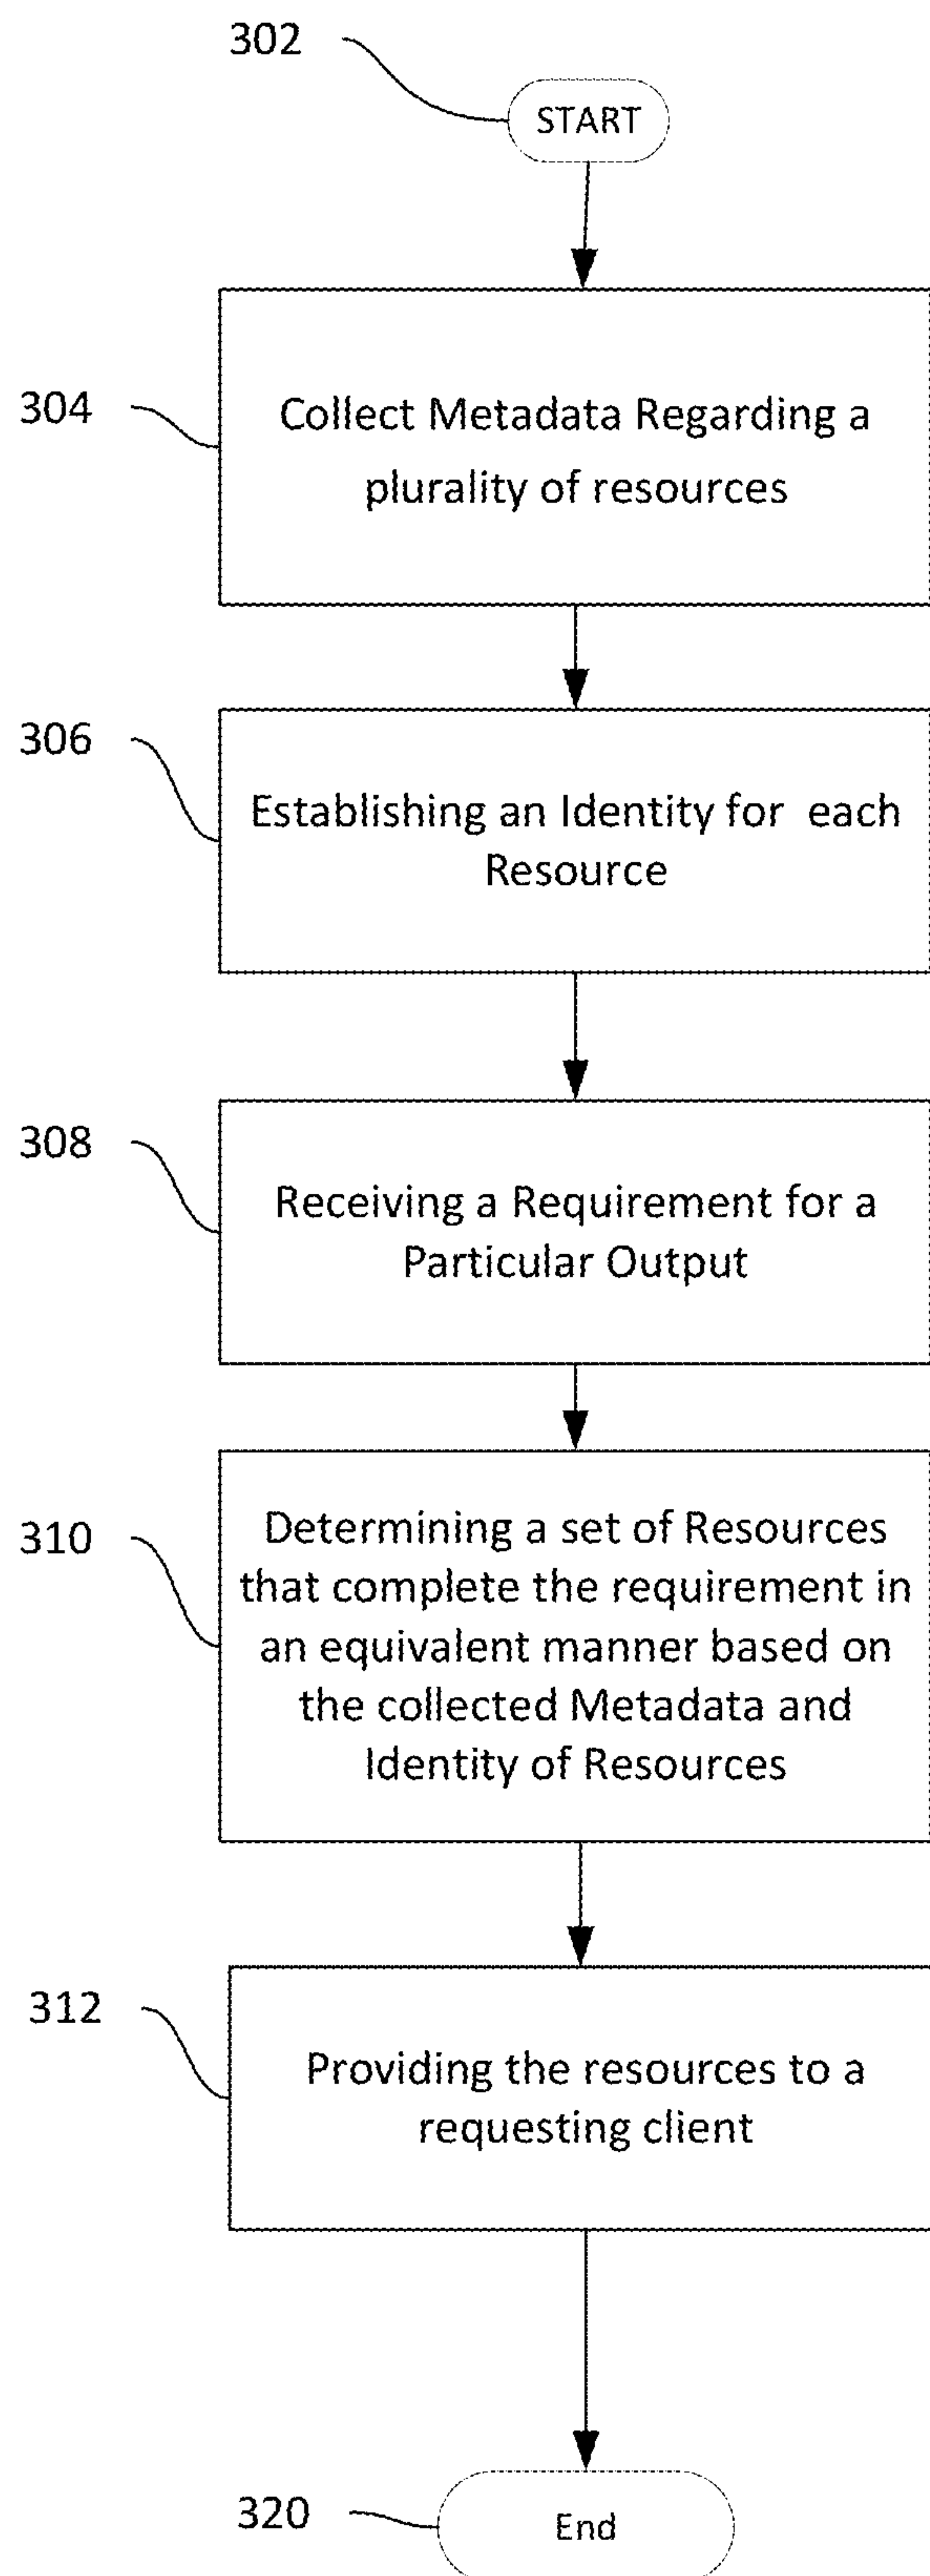 302
START
304
Collect Metadata Regarding a
plurality of resources
306
Establishing an Identity for each
Resource
308
Receiving a Requirement for a
Particular Output
310
Determining a set of Resources
that complete the requirement in
an equivalent manner based on
the collected Metadata and
Identity of Resources
312
Providing the resources to a
requesting client
320
End